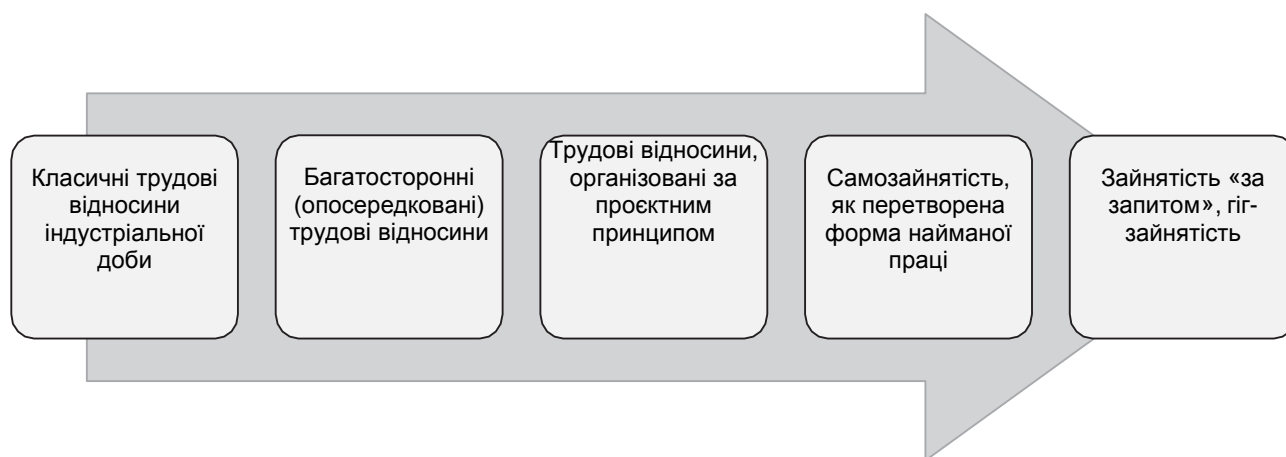 Класичні трудові
відносини
індустріальної
доби
Багатосторонні
(опосередковані)
трудові відносини
Трудові відносини,
організовані за
проєктним
принципом
Самозайнятість,
як перетворена
форма найманої
праці
Зайнятість «за
запитом», гіг-
зайнятість